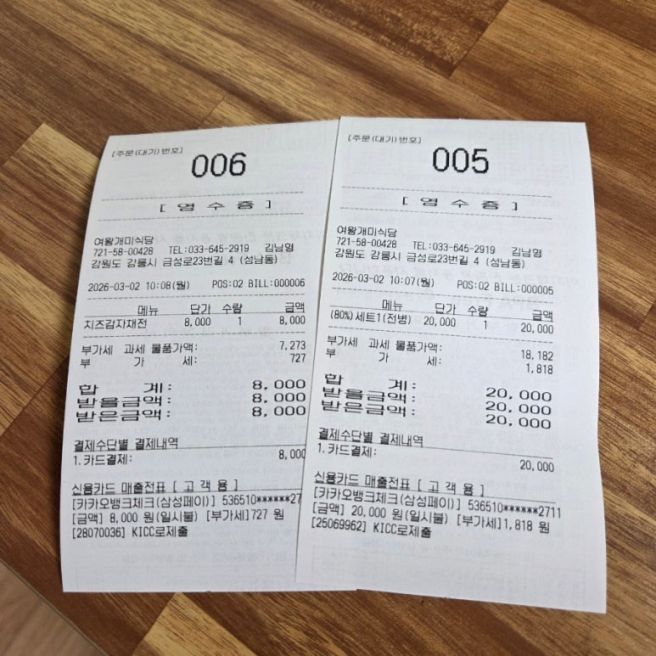 [주문(대기)번호]
006
[ 영 수 증 ]
여왕개미식당
721-58-00428 TEL:033-645-2919 김남영
강원도 강릉시 금성로23번길 4 (성남동)
2026-03-02 10:08(월) POS:02 BILL:000006
메뉴 단가 수량 금액
치즈감자채전 8,000 1 8,000
부가세 과세 물품가액: 7,273
부 가 세: 727
합 계: 8,000
받을금액: 8,000
받은금액: 8,000
결제수단별 결제내역
1.카드결제: 8,000
신용카드 매출전표 [ 고 객 용 ]
[카카오뱅크체크(삼성페이)] 536510******27
[금액] 8,000 원(일시불) [부가세]727 원
[28070036] KICC로제출
[주문(대기)번호]
005
[ 영 수 증 ]
여왕개미식당
721-58-00428 TEL:033-645-2919 김남영
강원도 강릉시 금성로23번길 4 (성남동)
2026-03-02 10:07(월) POS:02 BILL:000005
메뉴 단가 수량 금액
(80%)세트1(전병) 20,000 1 20,000
부가세 과세 물품가액: 18,182
부 가 세: 1,818
합 계: 20,000
받을금액: 20,000
받은금액: 20,000
결제수단별 결제내역
1.카드결제: 20,000
신용카드 매출전표 [ 고 객 용 ]
[카카오뱅크체크(삼성페이)] 536510******2711
[금액] 20,000 원(일시불) [부가세]1,818 원
[25069962] KICC로제출